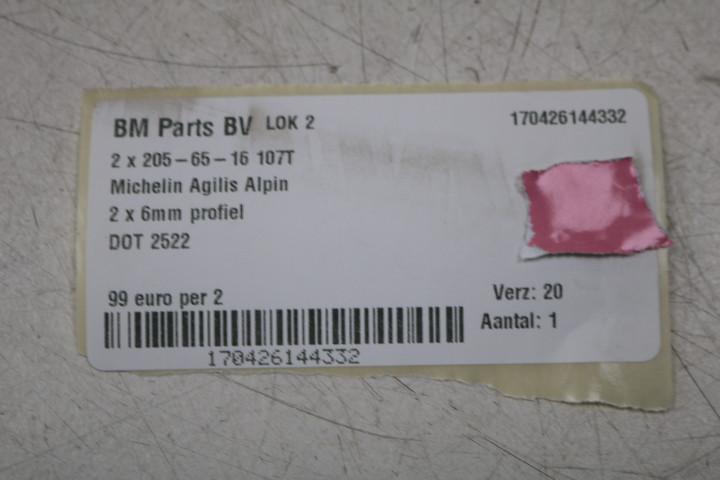 BM Parts BV LOK 2 170426144332
2 x 205-65-16 107T
Michelin Agilis Alpin
2 x 6mm profiel
DOT 2522
99 euro per 2 Verz: 20
Aantal: 1
170426144332